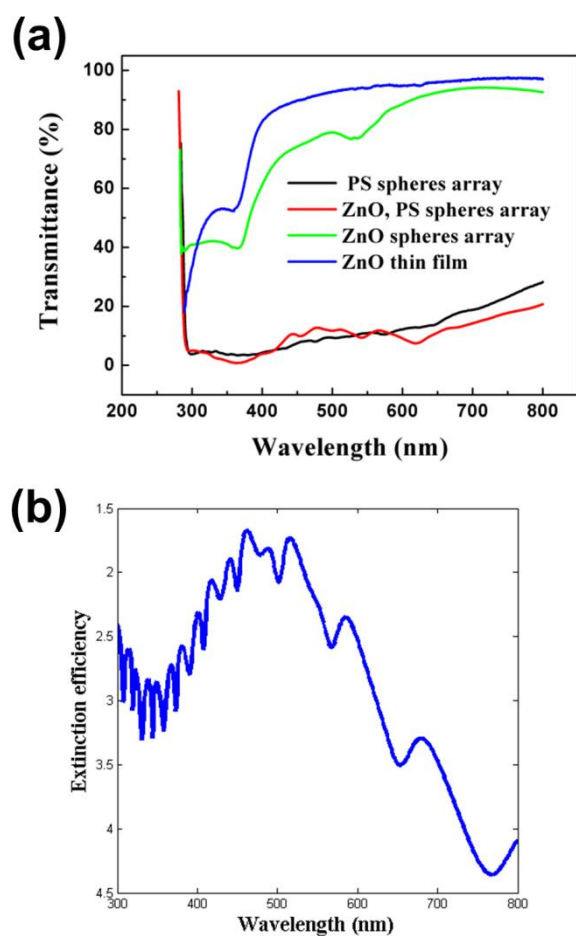 (a)
100
80
60
40
20
0
Transmittance (%)
PS spheres array
ZnO, PS spheres array
ZnO spheres array
ZnO thin film
200 300 400 500 600 700 800
Wavelength (nm)
(b)
1.5
2
2.5
3
3.5
4
4.5
Extinction efficiency
300 400 500 600 700 800
Wavelength (nm)